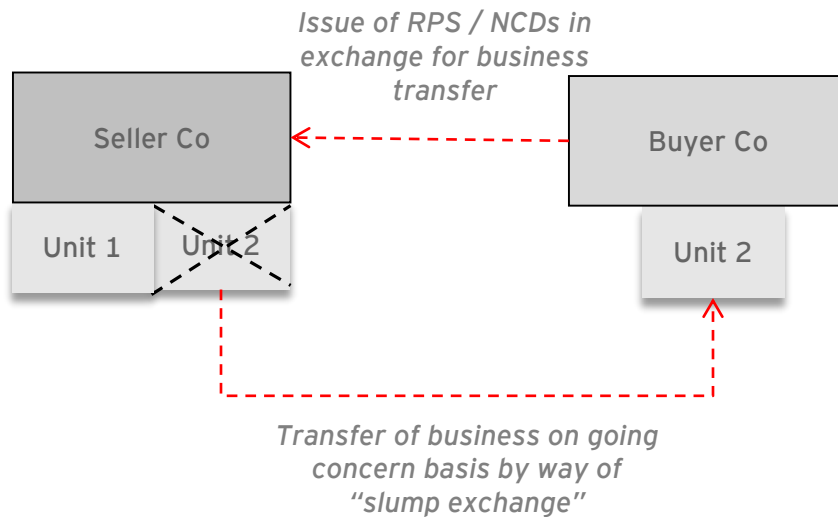 Issue of RPS / NCDs in
exchange for business
transfer
Seller Co
Buyer Co
Unit 1
Unit 2
Unit 2
Transfer of business on going
concern basis by way of
“slump exchange”